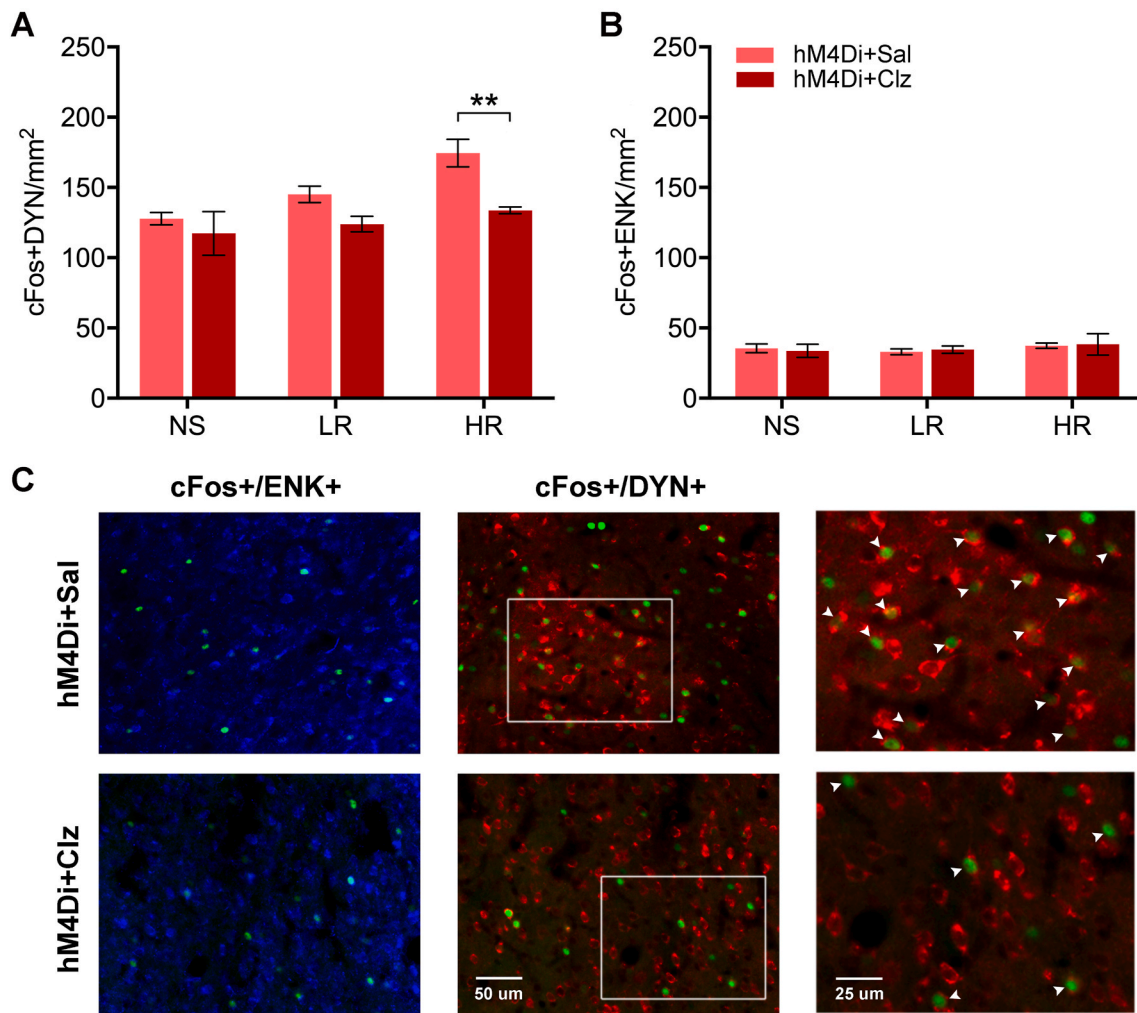 A
B
250
200
150
100
50
0
cFos+DYN/mm²
**
NS
LR
HR
250
200
150
100
50
0
cFos+ENK/mm²
hM4Di+Sal
hM4Di+Clz
NS
LR
HR
C
cFos+/ENK+
cFos+/DYN+
hM4Di+Sal
hM4Di+Clz
50 um
25 um